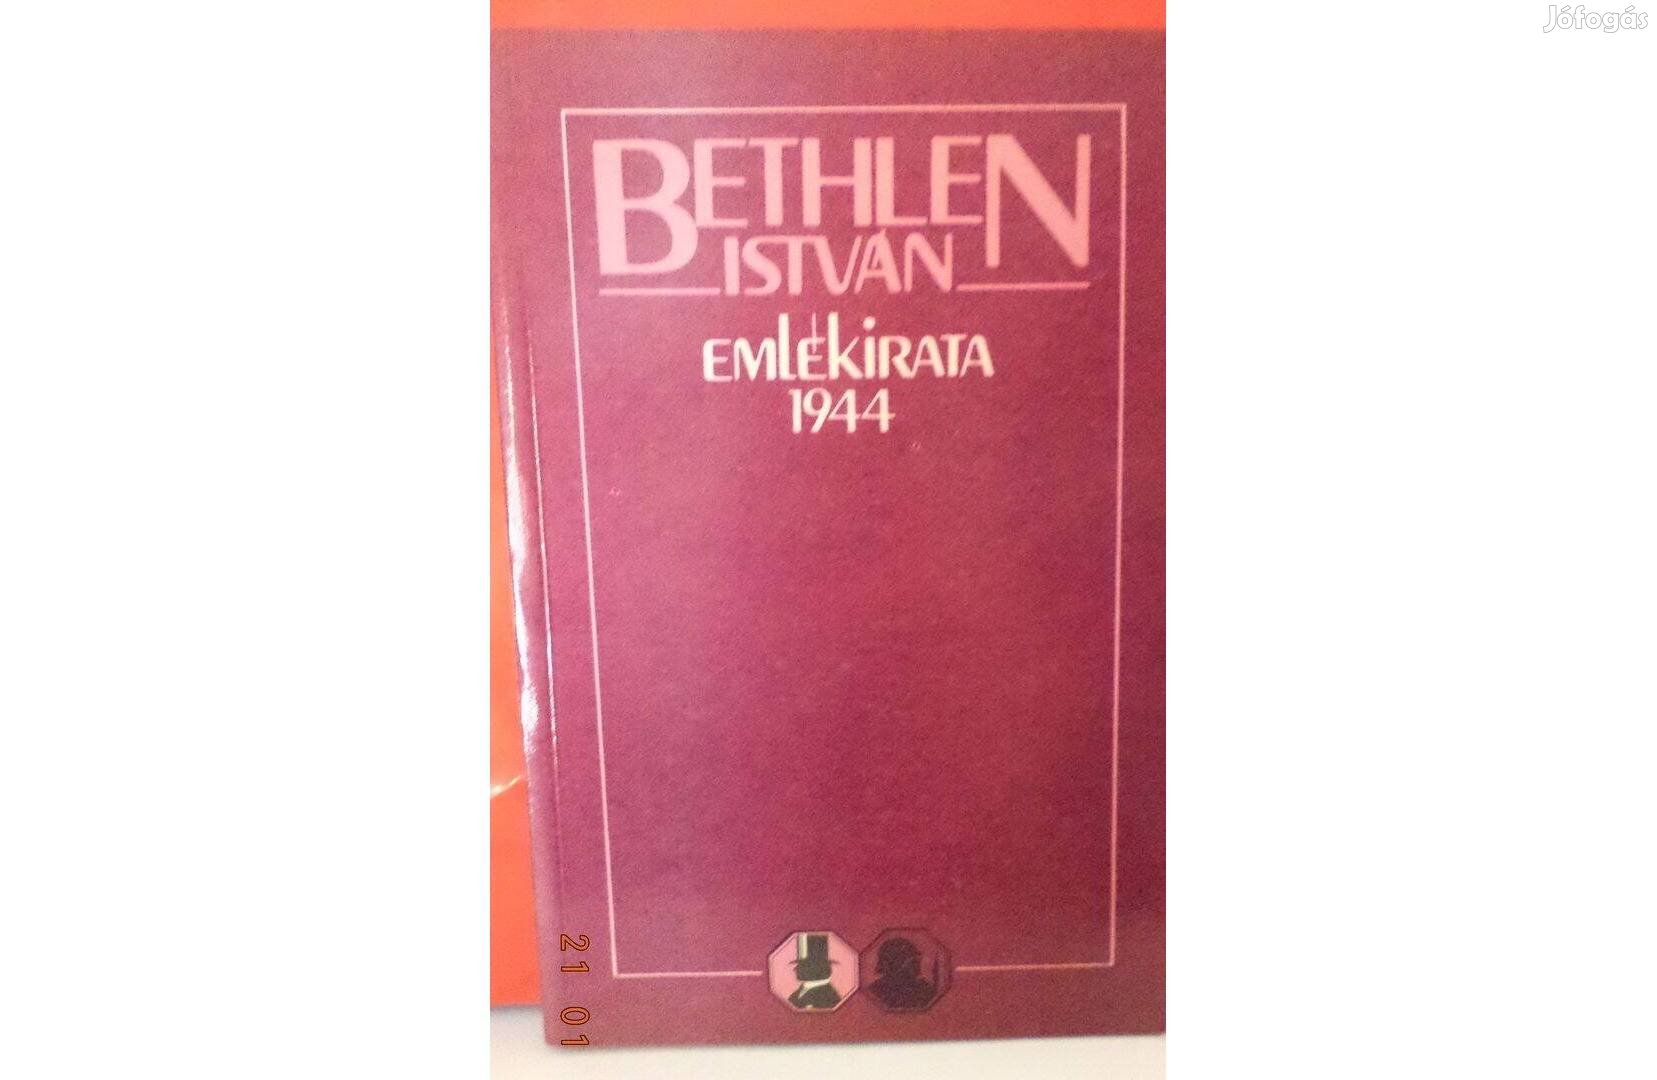 Jófogás
BETHLEN
ISTVÁN
EMLÉKIRATA
1944
21 01